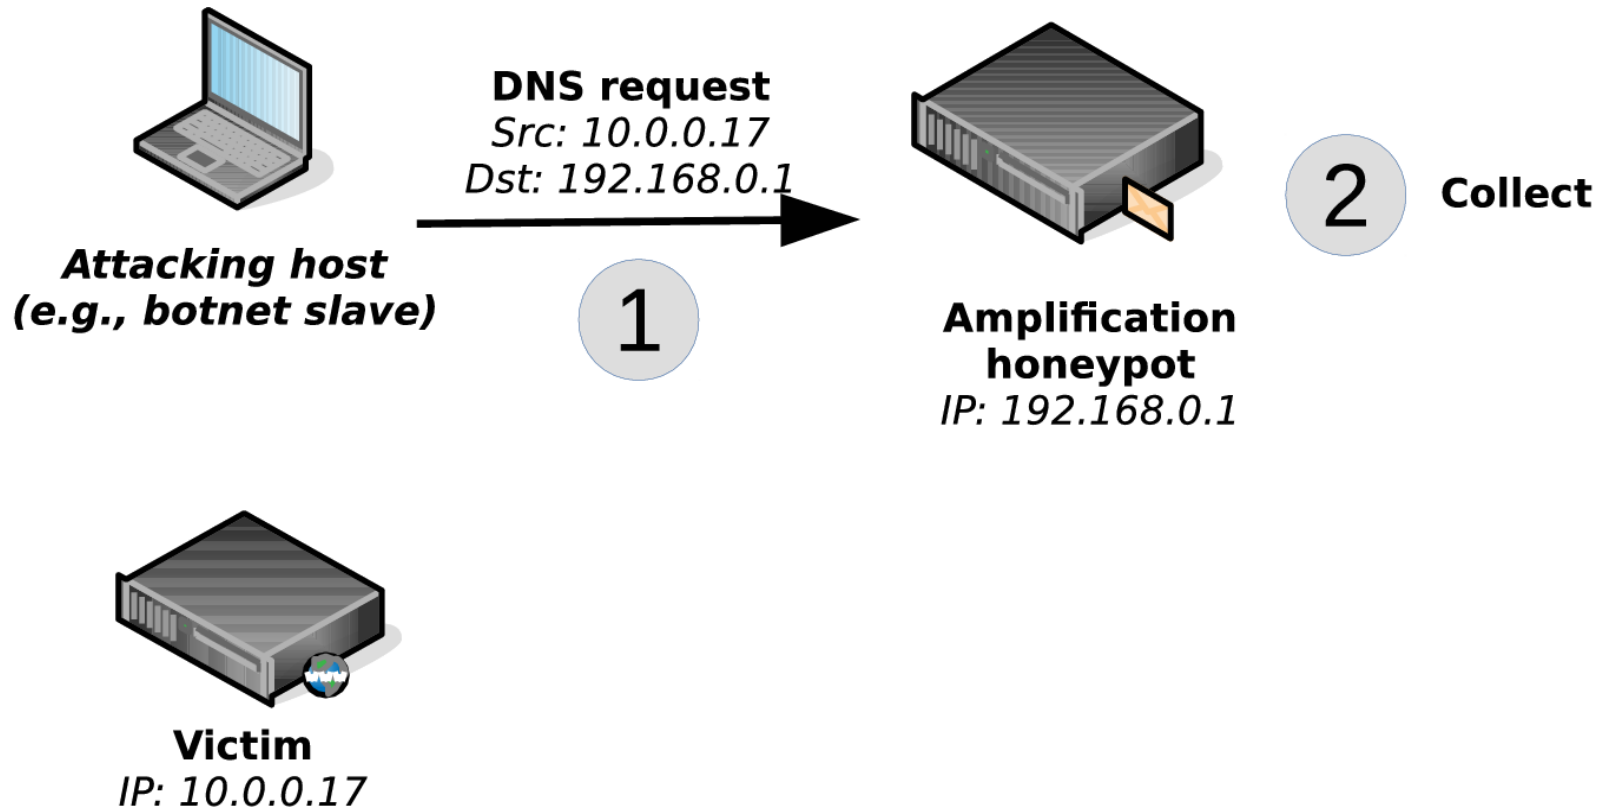 DNS request
Src: 10.0.0.17
Dst: 192.168.0.1
Attacking host
(e.g., botnet slave)
1
2
Collect
Amplification
honeypot
IP: 192.168.0.1
www
Victim
IP: 10.0.0.17